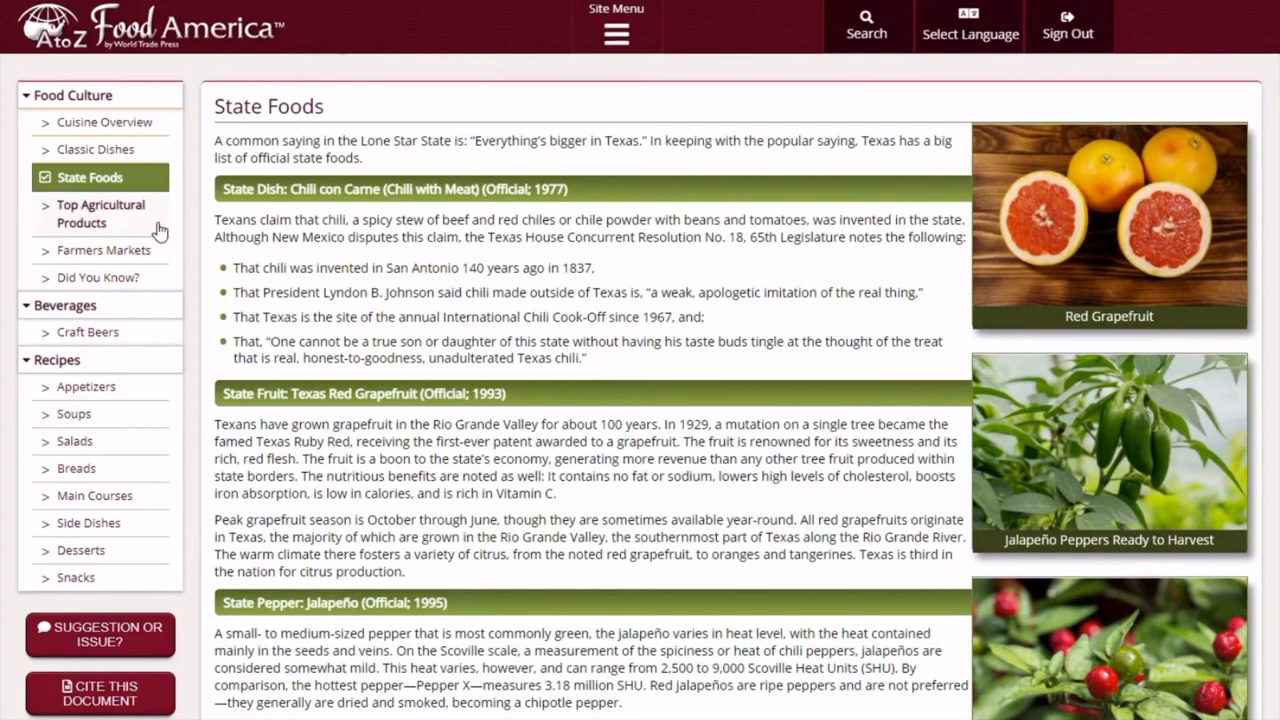 AtoZ Food America™
by World Trade Press
Site Menu
Search
Select Language
Sign Out
Food Culture
> Cuisine Overview
> Classic Dishes
State Foods
> Top Agricultural
Products
> Farmers Markets
> Did You Know?
Beverages
> Craft Beers
Recipes
> Appetizers
> Soups
> Salads
> Breads
> Main Courses
> Side Dishes
> Desserts
> Snacks
SUGGESTION OR
ISSUE?
CITE THIS
DOCUMENT
State Foods
A common saying in the Lone Star State is: “Everything’s bigger in Texas.” In keeping with the popular saying, Texas has a big
list of official state foods.
State Dish: Chili con Carne (Chili with Meat) (Official; 1977)
Texans claim that chili, a spicy stew of beef and red chiles or chile powder with beans and tomatoes, was invented in the state.
Although New Mexico disputes this claim, the Texas House Concurrent Resolution No. 18, 65th Legislature notes the following:
• That chili was invented in San Antonio 140 years ago in 1837,
• That President Lyndon B. Johnson said chili made outside of Texas is, “a weak, apologetic imitation of the real thing,”
• That Texas is the site of the annual International Chili Cook-Off since 1967, and;
• That, “One cannot be a true son or daughter of this state without having his taste buds tingle at the thought of the treat
that is real, honest-to-goodness, unadulterated Texas chili.”
State Fruit: Texas Red Grapefruit (Official; 1993)
Texans have grown grapefruit in the Rio Grande Valley for about 100 years. In 1929, a mutation on a single tree became the
famed Texas Ruby Red, receiving the first-ever patent awarded to a grapefruit. The fruit is renowned for its sweetness and its
rich, red flesh. The fruit is a boon to the state’s economy, generating more revenue than any other tree fruit produced within
state borders. The nutritious benefits are noted as well: It contains no fat or sodium, lowers high levels of cholesterol, boosts
iron absorption, is low in calories, and is rich in Vitamin C.
Peak grapefruit season is October through June, though they are sometimes available year-round. All red grapefruits originate
in Texas, the majority of which are grown in the Rio Grande Valley, the southernmost part of Texas along the Rio Grande River.
The warm climate there fosters a variety of citrus, from the noted red grapefruit, to oranges and tangerines. Texas is third in
the nation for citrus production.
State Pepper: Jalapeño (Official; 1995)
A small- to medium-sized pepper that is most commonly green, the jalapeño varies in heat level, with the heat contained
mainly in the seeds and veins. On the Scoville scale, a measurement of the spiciness or heat of chili peppers, jalapeños are
considered somewhat mild. This heat varies, however, and can range from 2,500 to 9,000 Scoville Heat Units (SHU). By
comparison, the hottest pepper—Pepper X—measures 3.18 million SHU. Red jalapeños are ripe peppers and are not preferred
—they generally are dried and smoked, becoming a chipotle pepper.
Red Grapefruit
Jalapeño Peppers Ready to Harvest